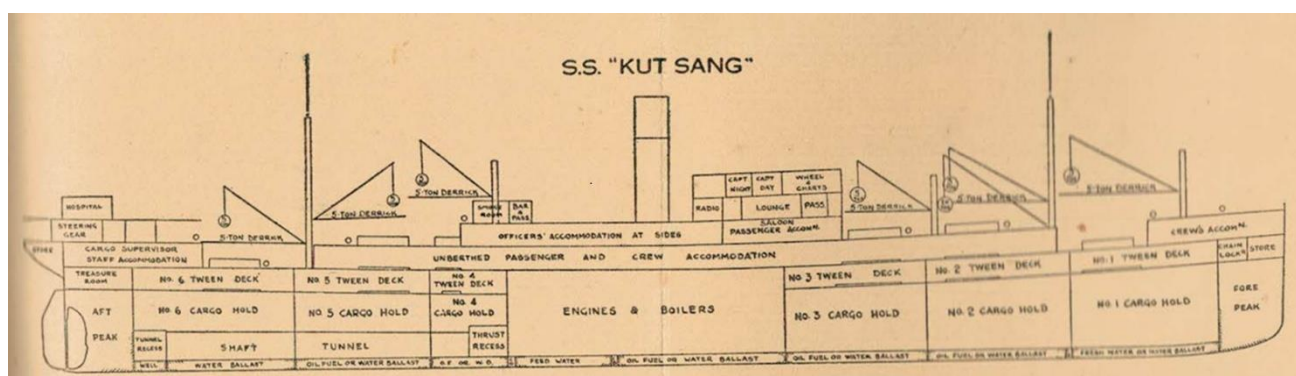 S.S. "KUT SANG"
HOSPITAL
STEERING
GEAR
STORE
CARGO SUPERVISOR
STAFF ACCOMMODATION
5-TON DERRICK
5-TON DERRICK
5-TON DERRICK
SMOKE
ROOM
BAR
&
PASS
CAPT
NIGHT
CAPT
DAY
WHEEL
&
CHARTS
RADIO
LOUNGE
PASS
OFFICERS' ACCOMMODATION AT SIDES
SALOON
PASSENGER ACCOMN.
5-TON DERRICK
5-TON DERRICK
5-TON DERRICK
CREW'S ACCOMN.
UNBERTHED PASSENGER AND CREW ACCOMMODATION
TREASURE
ROOM
NO. 6 TWEEN DECK
NO. 5 TWEEN DECK
NO. 4
TWEEN DECK
NO. 3 TWEEN DECK
NO. 2 TWEEN DECK
NO. 1 TWEEN DECK
CHAIN
LOCKR
STORE
AFT
PEAK
NO. 6 CARGO HOLD
NO. 5 CARGO HOLD
NO. 4
CARGO HOLD
ENGINES & BOILERS
NO. 3 CARGO HOLD
NO. 2 CARGO HOLD
NO. 1 CARGO HOLD
FORE
PEAK
TUNNEL
RECESS
SHAFT TUNNEL
THRUST
RECESS
WELL
WATER BALLAST
OIL FUEL OR WATER BALLAST
O.F. OR W.B.
FEED WATER
OIL FUEL OR WATER BALLAST
OIL FUEL OR WATER BALLAST
OIL FUEL OR WATER BALLAST
FRESH WATER OR WATER BALLAST